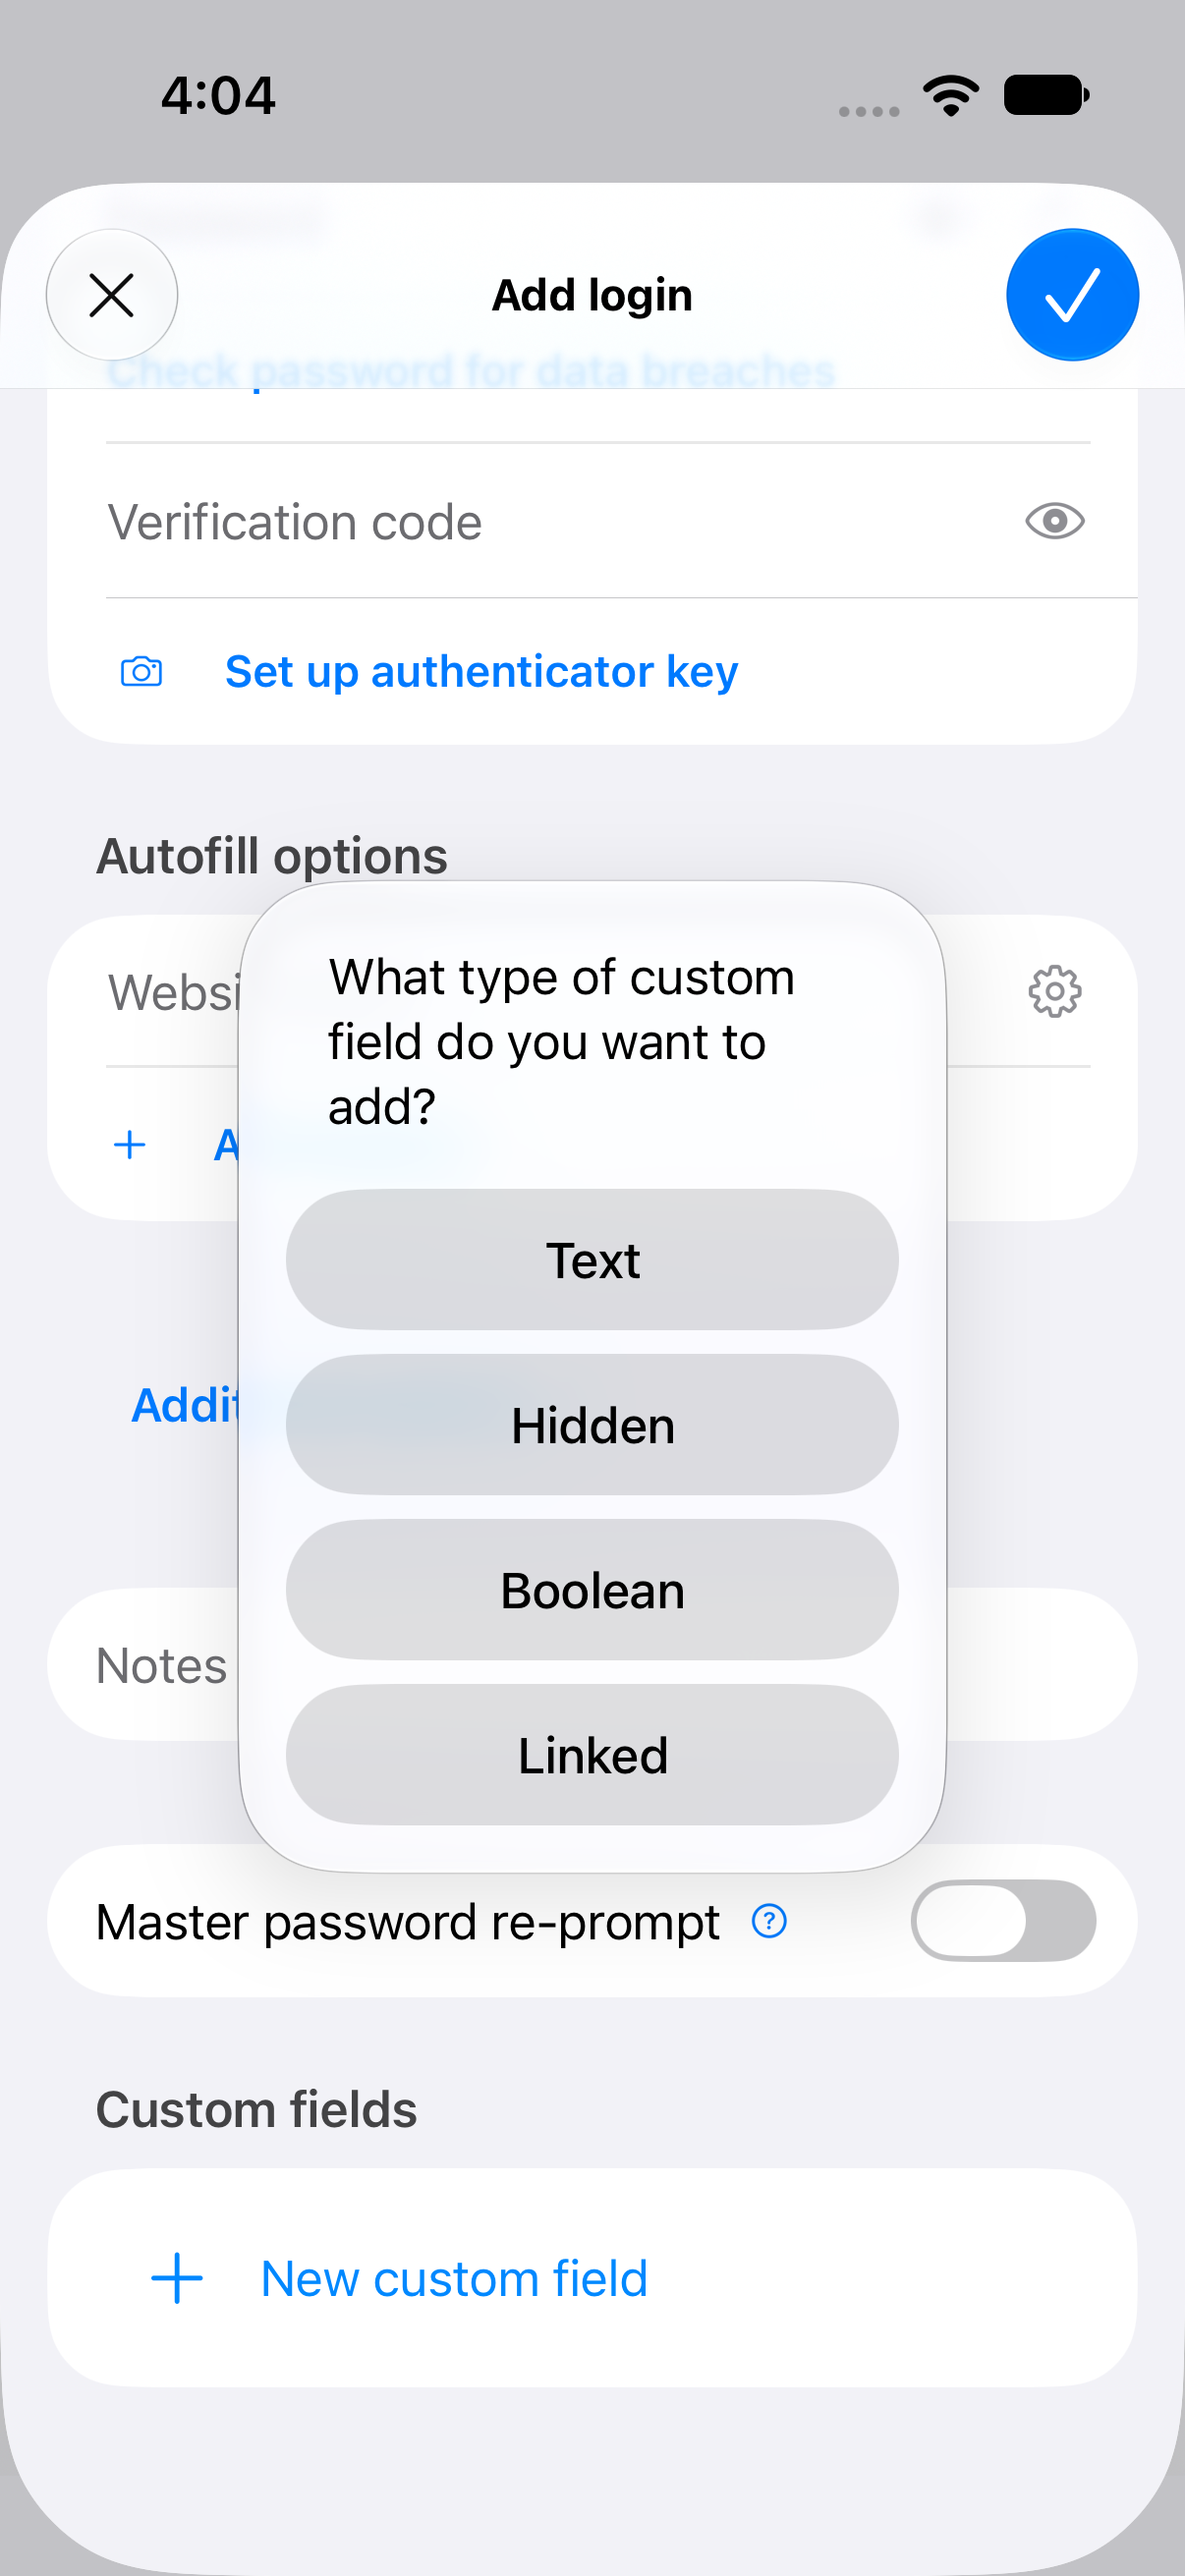 4:04
Add login
Check password for data breaches
Verification code
Set up authenticator key
Autofill options
What type of custom
field do you want to
add?
Text
Hidden
Boolean
Linked
Notes
Master password re-prompt
?
Custom fields
New custom field